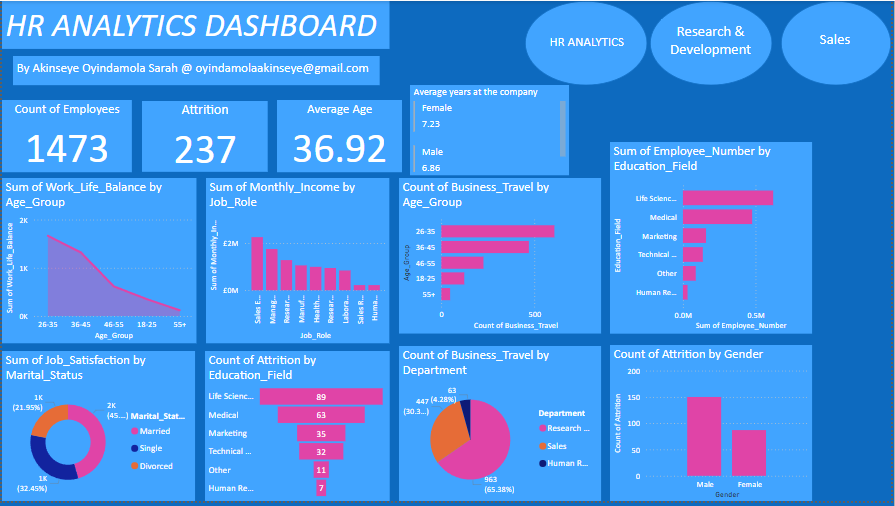 HR ANALYTICS DASHBOARD
HR ANALYTICS
Research &
Development
Sales
By Akinseye Oyindamola Sarah @ oyindamolaakinseye@gmail.com
Count of Employees
1473
Attrition
237
Average Age
36.92
Average years at the company
Female
7.23
Male
6.86
Sum of Work_Life_Balance by
Age_Group
Sum of Work_Life_Balance
2K
1K
0K
26-35 36-45 46-55 18-25 55+
Age_Group
Sum of Monthly_Income by
Job_Role
Sum of Monthly_In...
£2M
£0M
Sales E...
Manag...
Resear...
Manuf...
Health...
Resear...
Labora...
Sales R...
Huma...
Job_Role
Count of Business_Travel by
Age_Group
Age_Group
26-35
36-45
46-55
18-25
55+
0 500
Count of Business_Travel
Sum of Employee_Number by
Education_Field
Education_Field
Life Scienc...
Medical
Marketing
Technical ...
Other
Human Re...
0.0M 0.5M
Sum of Employee_Number
Sum of Job_Satisfaction by
Marital_Status
1K
(21.95%)
2K
(45....)
1K
(32.45%)
Marital_Stat...
Married
Single
Divorced
Count of Attrition by
Education_Field
Life Scienc... 89
Medical 63
Marketing 35
Technical ... 32
Other 11
Human Re... 7
Count of Business_Travel by
Department
63
(4.28%)
447
(30.3...)
963
(65.38%)
Department
Research ...
Sales
Human R...
Count of Attrition by Gender
Count of Attrition
200
150
100
50
0
Male Female
Gender